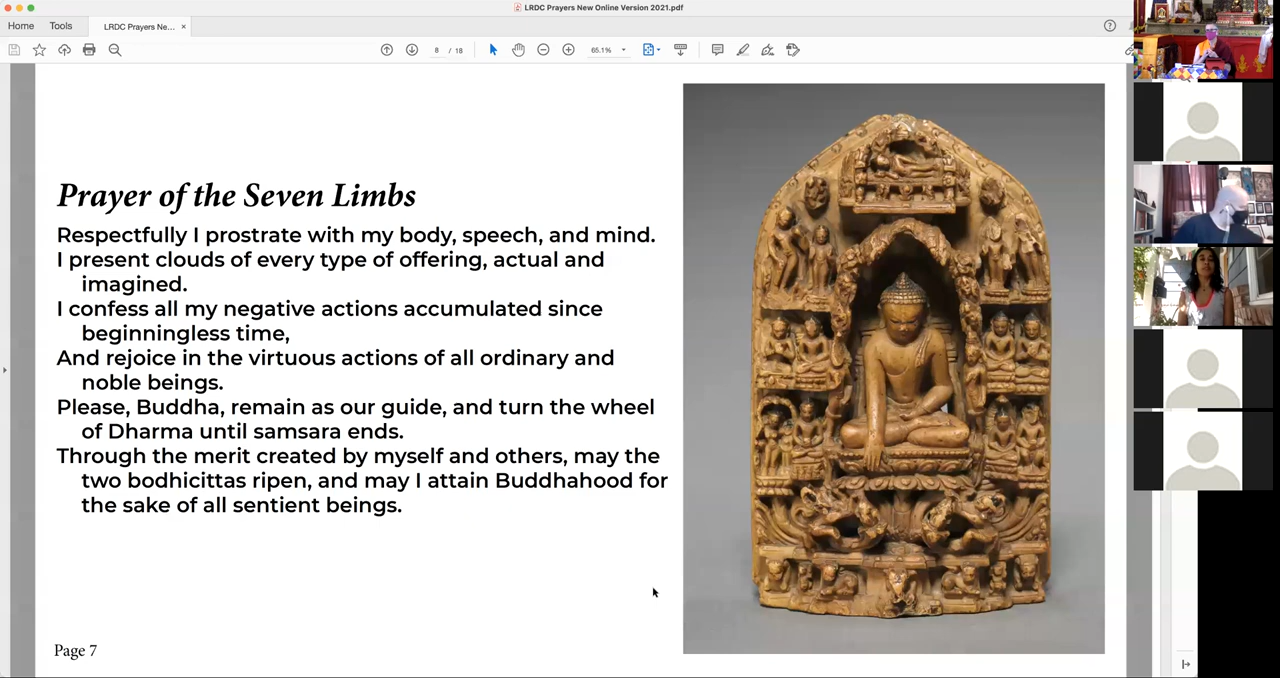 LRDC Prayers New Online Version 2021.pdf
Home
Tools
LRDC Prayers Ne... ×
8 / 18
65.1%
Prayer of the Seven Limbs
Respectfully I prostrate with my body, speech, and mind.
I present clouds of every type of offering, actual and
imagined.
I confess all my negative actions accumulated since
beginningless time,
And rejoice in the virtuous actions of all ordinary and
noble beings.
Please, Buddha, remain as our guide, and turn the wheel
of Dharma until samsara ends.
Through the merit created by myself and others, may the
two bodhicittas ripen, and may I attain Buddhahood for
the sake of all sentient beings.
Page 7